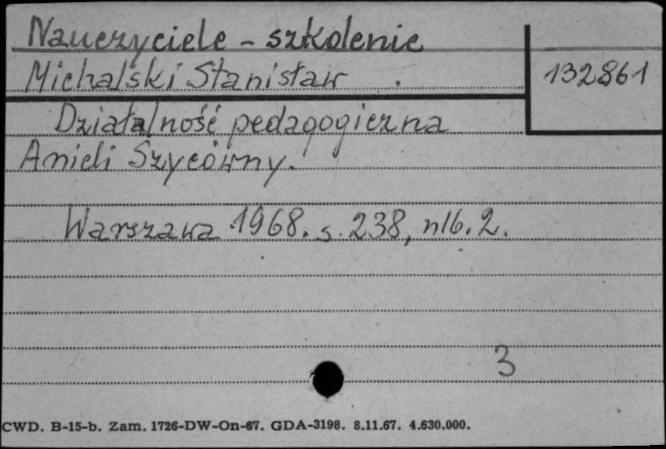 Nauczyciele - szkolenie
Michalski Stanisław
132861
Działalność pedagogiczna
Anieli Szycówny.
Warszawa 1968. s. 238, nlb. 2.
3
CWD. B-15-b. Zam. 1726-DW-On-67. GDA-3198. 8.11.67. 4.630.000.